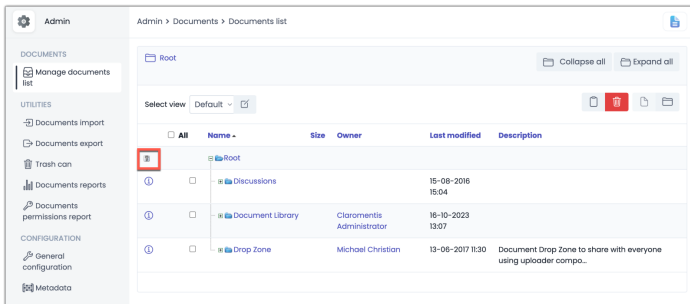 Admin
Admin > Documents > Documents list
DOCUMENTS
Manage documents
list
UTILITIES
Documents import
Documents export
Trash can
Documents reports
Documents
permissions report
CONFIGURATION
General
configuration
Metadata
Root
Collapse all
Expand all
Select view Default
All Name Size Owner Last modified Description
Root
Discussions 15-08-2016
15:04
Document Library Claromentis 16-10-2023
Administrator 13:07
Drop Zone Michael Christian 13-06-2017 11:30 Document Drop Zone to share with everyone
using uploader compo...